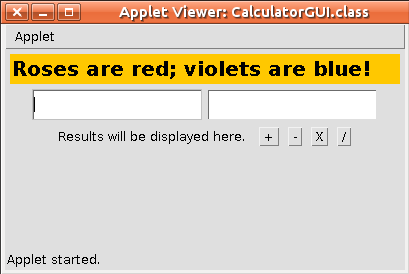 Applet Viewer: CalculatorGUI.class
Applet
Roses are red; violets are blue!
Results will be displayed here. + - X /
Applet started.